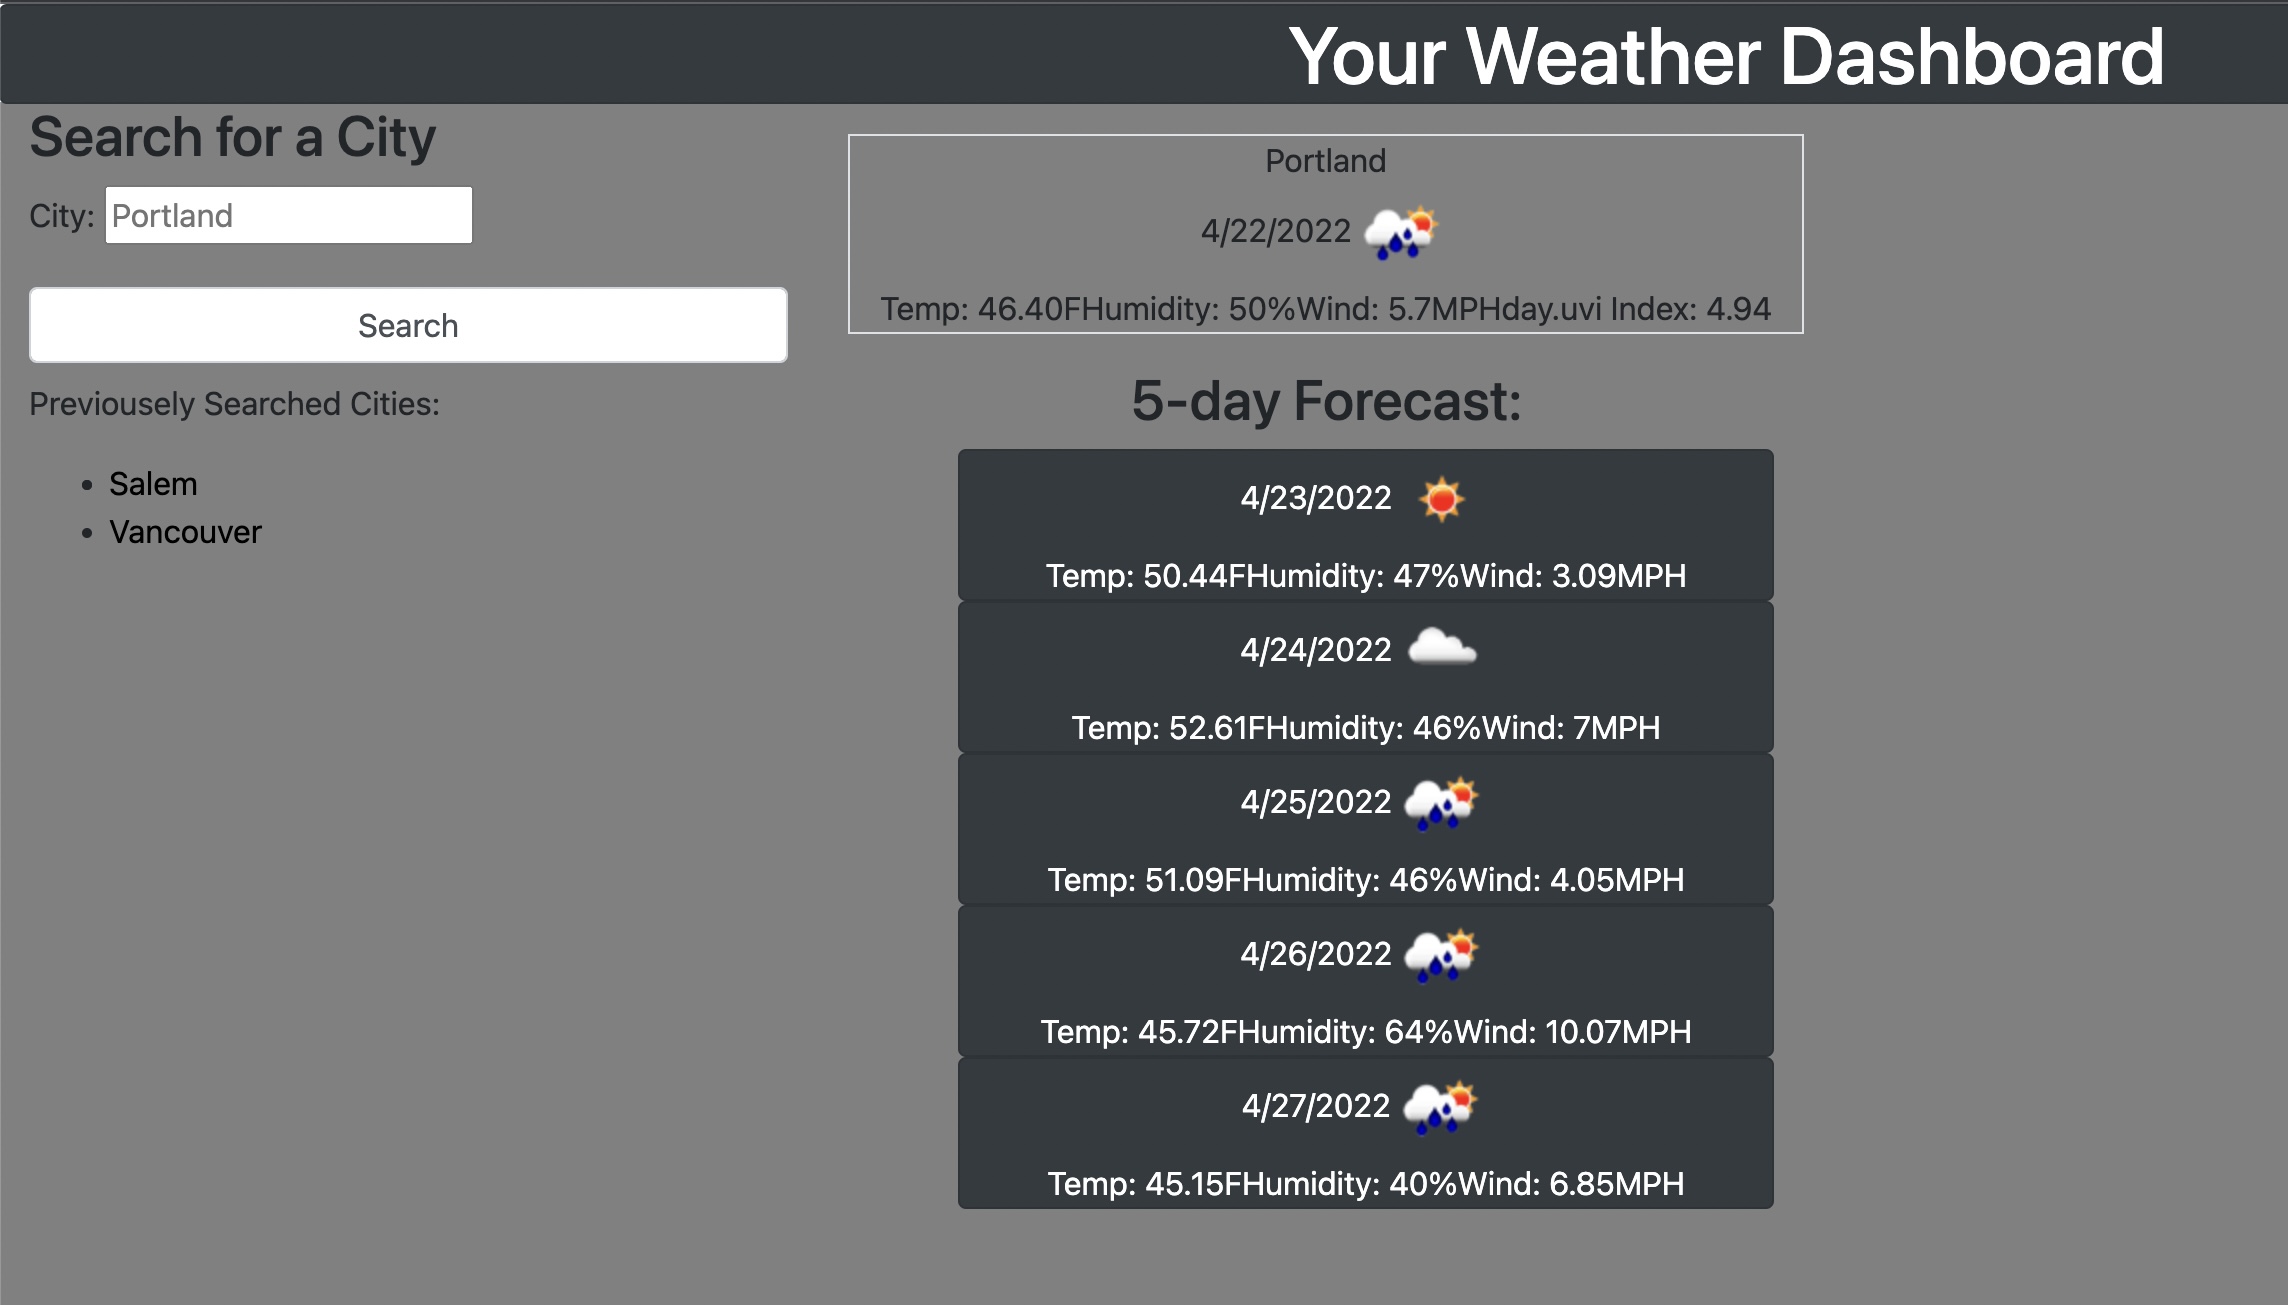 Your Weather Dashboard
Search for a City
City: Portland
Search
Previousely Searched Cities:
• Salem
• Vancouver
Portland
4/22/2022
Temp: 46.40FHumidity: 50%Wind: 5.7MPHday.uvi Index: 4.94
5-day Forecast:
4/23/2022
Temp: 50.44FHumidity: 47%Wind: 3.09MPH
4/24/2022
Temp: 52.61FHumidity: 46%Wind: 7MPH
4/25/2022
Temp: 51.09FHumidity: 46%Wind: 4.05MPH
4/26/2022
Temp: 45.72FHumidity: 64%Wind: 10.07MPH
4/27/2022
Temp: 45.15FHumidity: 40%Wind: 6.85MPH